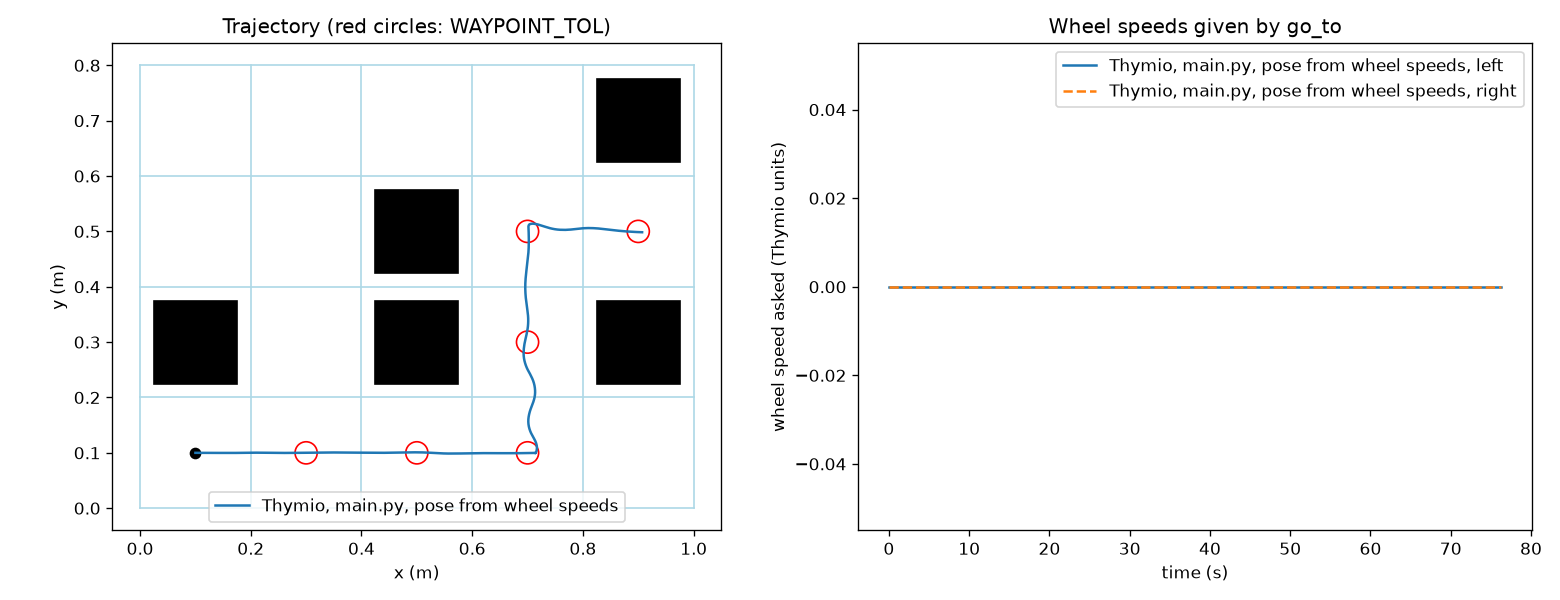 Trajectory (red circles: WAYPOINT_TOL)
0.8
0.7
0.6
0.5
0.4
0.3
0.2
0.1
0.0
y (m)
Thymio, main.py, pose from wheel speeds
0.0 0.2 0.4 0.6 0.8 1.0
x (m)
Wheel speeds given by go_to
Thymio, main.py, pose from wheel speeds, left
Thymio, main.py, pose from wheel speeds, right
0.04
0.02
0.00
−0.02
−0.04
wheel speed asked (Thymio units)
0 10 20 30 40 50 60 70 80
time (s)